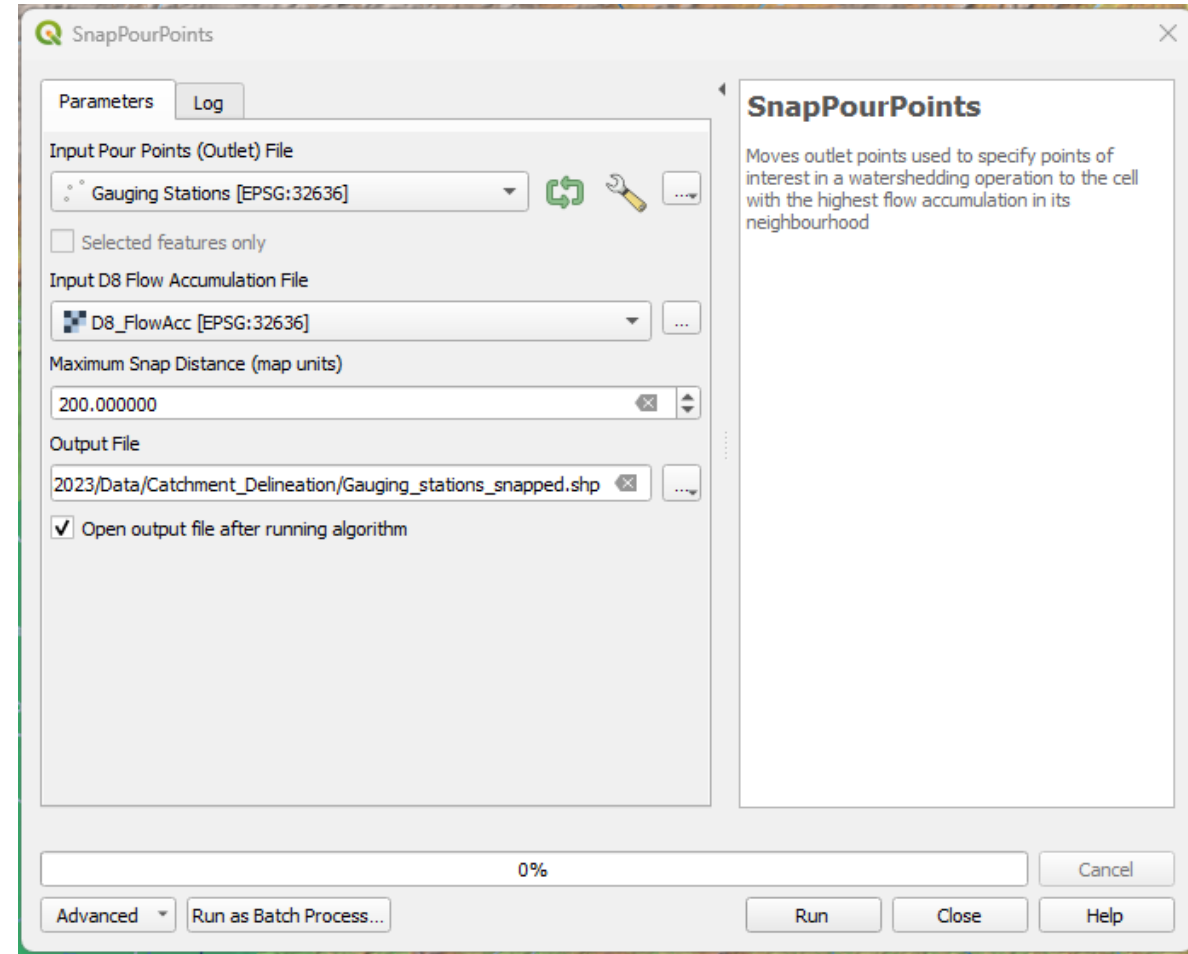 SnapPourPoints
Parameters
Log
Input Pour Points (Outlet) File
Gauging Stations [EPSG:32636]
...
Selected features only
Input D8 Flow Accumulation File
D8_FlowAcc [EPSG:32636]
...
Maximum Snap Distance (map units)
200.000000
Output File
2023/Data/Catchment_Delineation/Gauging_stations_snapped.shp
...
Open output file after running algorithm
SnapPourPoints
Moves outlet points used to specify points of
interest in a watershedding operation to the cell
with the highest flow accumulation in its
neighbourhood
0%
Cancel
Advanced
Run as Batch Process...
Run
Close
Help